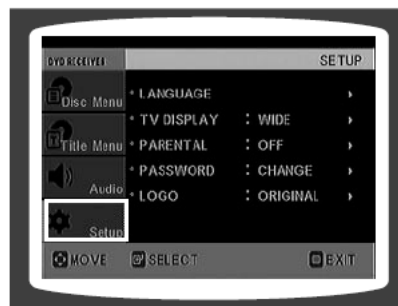 DVD RECEIVER SETUP
Disc Menu
Title Menu
Audio
Setup
• LANGUAGE
• TV DISPLAY : WIDE
• PARENTAL : OFF
• PASSWORD : CHANGE
• LOGO : ORIGINAL
MOVE SELECT EXIT